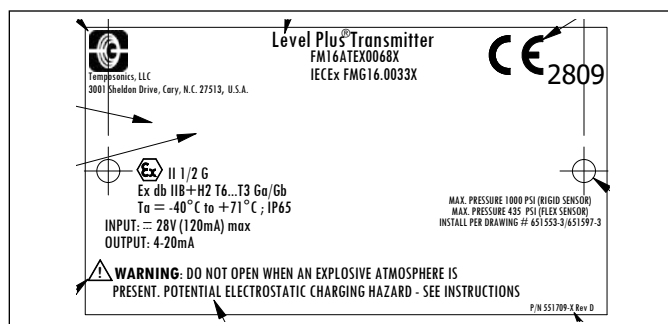 Level Plus® Transmitter
FM16ATEX0068X
IECEx FMG16.0033X
CE 2809
Temposonics, LLC
3001 Sheldon Drive, Cary, N.C. 27513, U.S.A.
Ex II 1/2 G
Ex db IIB+H2 T6...T3 Ga/Gb
Ta = -40°C to +71°C ; IP65
INPUT: ⎓ 28V (120mA) max
OUTPUT: 4-20mA
MAX. PRESSURE 1000 PSI (RIGID SENSOR)
MAX. PRESSURE 435 PSI (FLEX SENSOR)
INSTALL PER DRAWING # 651553-3/651597-3
WARNING: DO NOT OPEN WHEN AN EXPLOSIVE ATMOSPHERE IS
PRESENT. POTENTIAL ELECTROSTATIC CHARGING HAZARD - SEE INSTRUCTIONS
P/N 551709-X Rev D